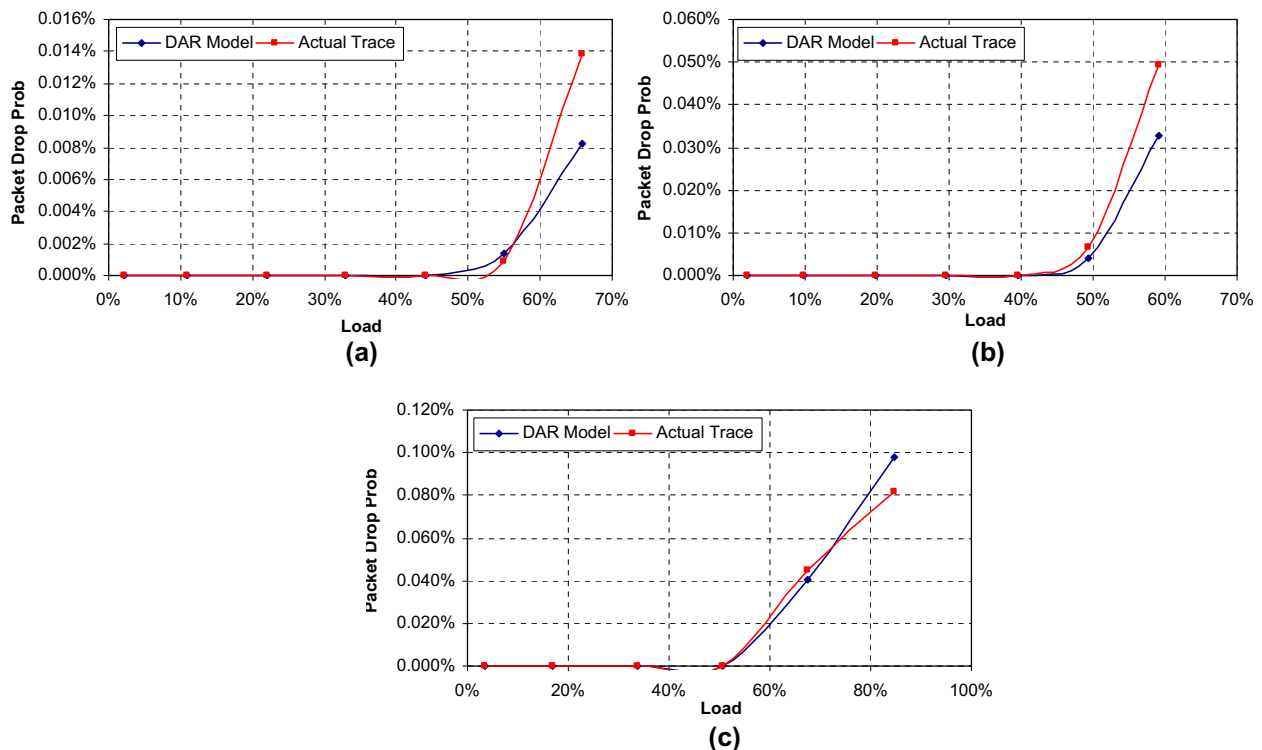 0.016%
0.014%
0.012%
0.010%
0.008%
0.006%
0.004%
0.002%
0.000%
Packet Drop Prob
DAR Model Actual Trace
0% 10% 20% 30% 40% 50% 60% 70%
Load
(a)
0.060%
0.050%
0.040%
0.030%
0.020%
0.010%
0.000%
Packet Drop Prob
DAR Model Actual Trace
0% 10% 20% 30% 40% 50% 60% 70%
Load
(b)
0.120%
0.100%
0.080%
0.060%
0.040%
0.020%
0.000%
Packet Drop Prob
DAR Model Actual Trace
0% 20% 40% 60% 80% 100%
Load
(c)